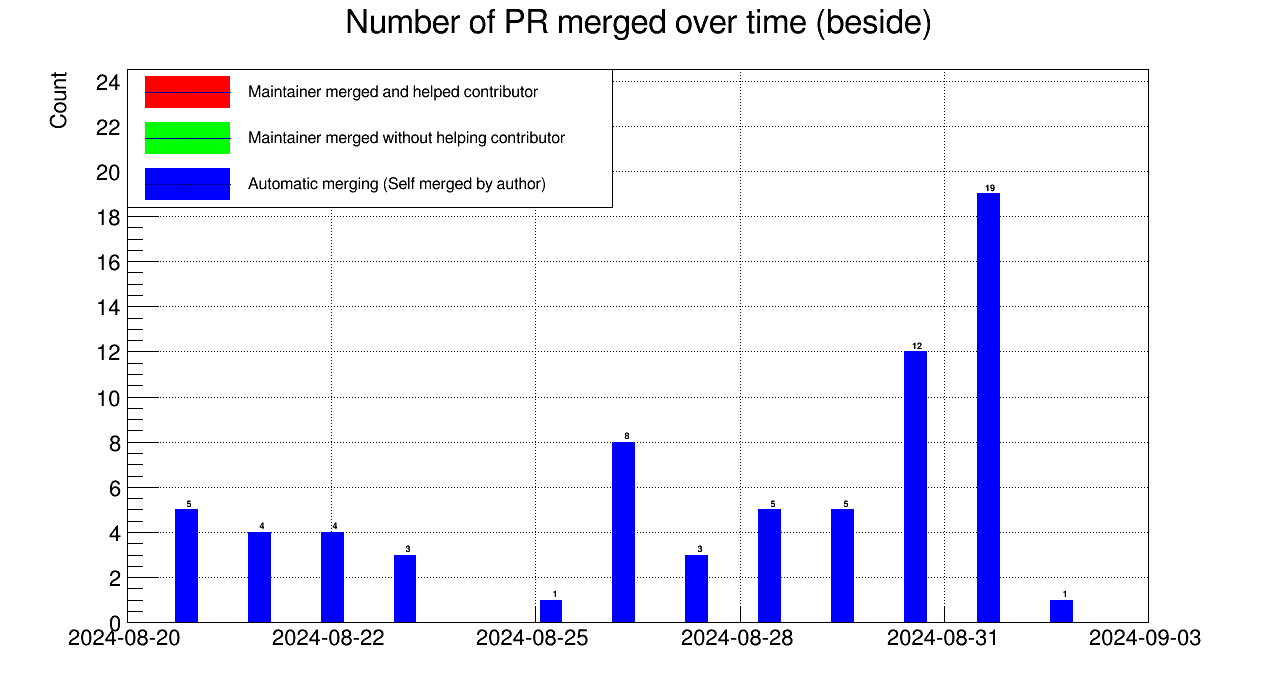 Number of PR merged over time (beside)
Count
24
22
20
18
16
14
12
10
8
6
4
2
0
Maintainer merged and helped contributor
Maintainer merged without helping contributor
Automatic merging (Self merged by author)
5 4 4 3 1 8 3 5 5 12 19 1
2024-08-20 2024-08-22 2024-08-25 2024-08-28 2024-08-31 2024-09-03